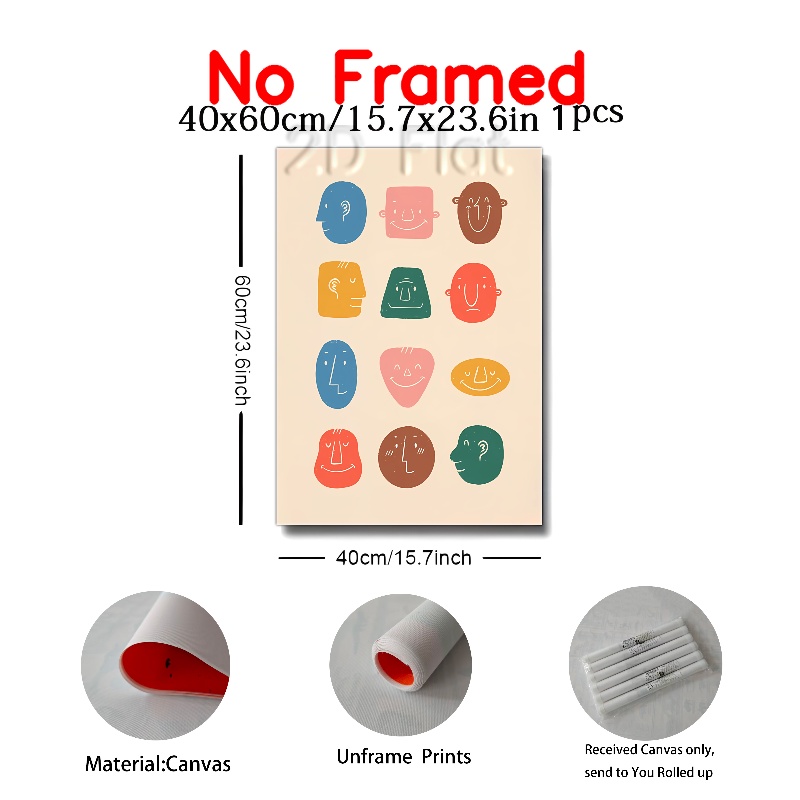 No Framed
40x60cm/15.7x23.6in 1pcs
2D Flat
60cm/23.6inch
40cm/15.7inch
Material:Canvas
Unframe Prints
Received Canvas only,
send to You Rolled up